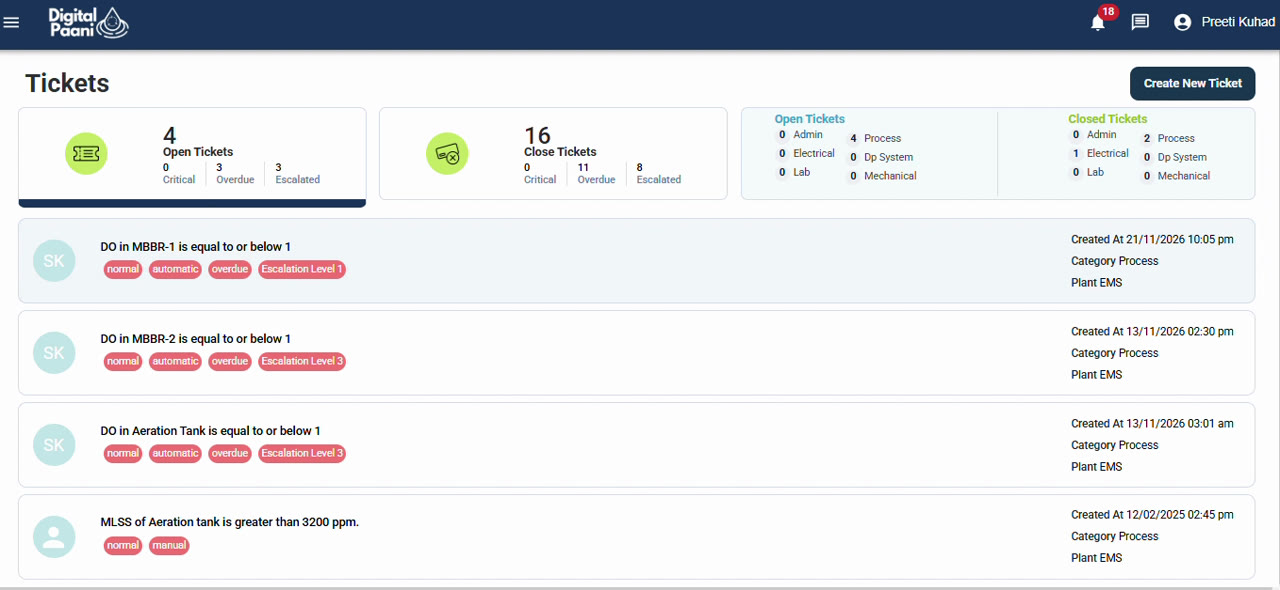 Digital
Paani
18
Preeti Kuhad
Tickets
Create New Ticket
4
Open Tickets
0 3 3
Critical Overdue Escalated
16
Close Tickets
0 11 8
Critical Overdue Escalated
Open Tickets
0 Admin 4 Process
0 Electrical 0 Dp System
0 Lab 0 Mechanical
Closed Tickets
0 Admin 2 Process
1 Electrical 0 Dp System
0 Lab 0 Mechanical
SK
DO in MBBR-1 is equal to or below 1
normal automatic overdue Escalation Level 1
Created At 21/11/2026 10:05 pm
Category Process
Plant EMS
SK
DO in MBBR-2 is equal to or below 1
normal automatic overdue Escalation Level 3
Created At 13/11/2026 02:30 pm
Category Process
Plant EMS
SK
DO in Aeration Tank is equal to or below 1
normal automatic overdue Escalation Level 3
Created At 13/11/2026 03:01 am
Category Process
Plant EMS
MLSS of Aeration tank is greater than 3200 ppm.
normal manual
Created At 12/02/2025 02:45 pm
Category Process
Plant EMS